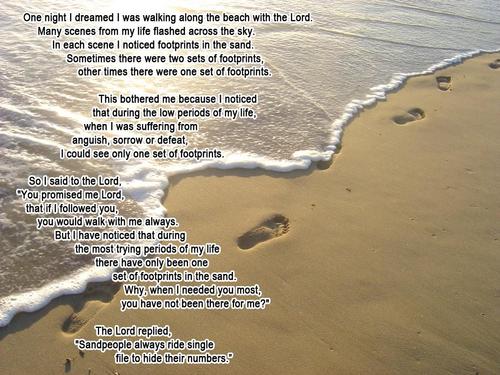 One night I dreamed I was walking along the beach with the Lord.
Many scenes from my life flashed across the sky.
In each scene I noticed footprints in the sand.
Sometimes there were two sets of footprints,
other times there were one set of footprints.
This bothered me because I noticed
that during the low periods of my life,
when I was suffering from
anguish, sorrow or defeat,
I could see only one set of footprints.
So I said to the Lord,
"You promised me Lord,
that if I followed you,
you would walk with me always.
But I have noticed that during
the most trying periods of my life
there have only been one
set of footprints in the sand.
Why, when I needed you most,
you have not been there for me?"
The Lord replied,
"Sandpeople always ride single
file to hide their numbers."